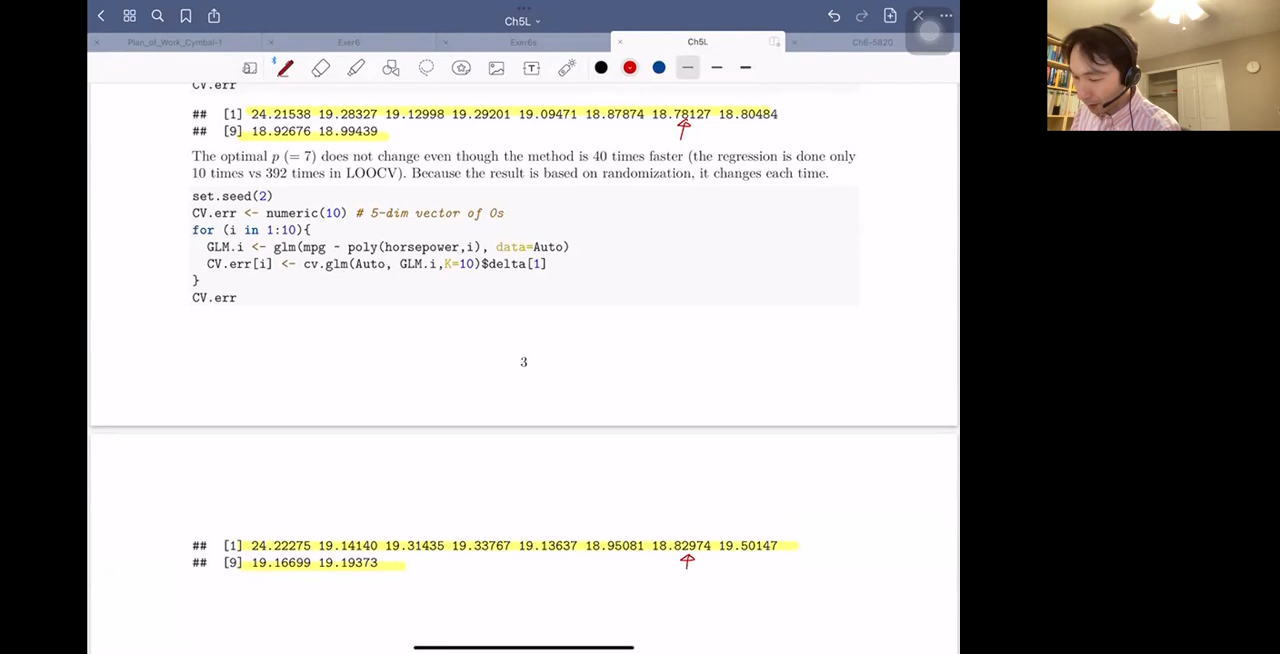 Ch5L
Plan_of_Work_Cymbal-1
Exer6
Exer6s
Ch5L
Ch6-5820
CV.err
## [1] 24.21538 19.28327 19.12998 19.29201 19.09471 18.87874 18.78127 18.80484
## [9] 18.92676 18.99439
The optimal p (= 7) does not change even though the method is 40 times faster (the regression is done only
10 times vs 392 times in LOOCV). Because the result is based on randomization, it changes each time.
set.seed(2)
CV.err <- numeric(10) # 5-dim vector of 0s
for (i in 1:10){
GLM.i <- glm(mpg ~ poly(horsepower,i), data=Auto)
CV.err[i] <- cv.glm(Auto, GLM.i,K=10)$delta[1]
}
CV.err
3
## [1] 24.22275 19.14140 19.31435 19.33767 19.13637 18.95081 18.82974 19.50147
## [9] 19.16699 19.19373